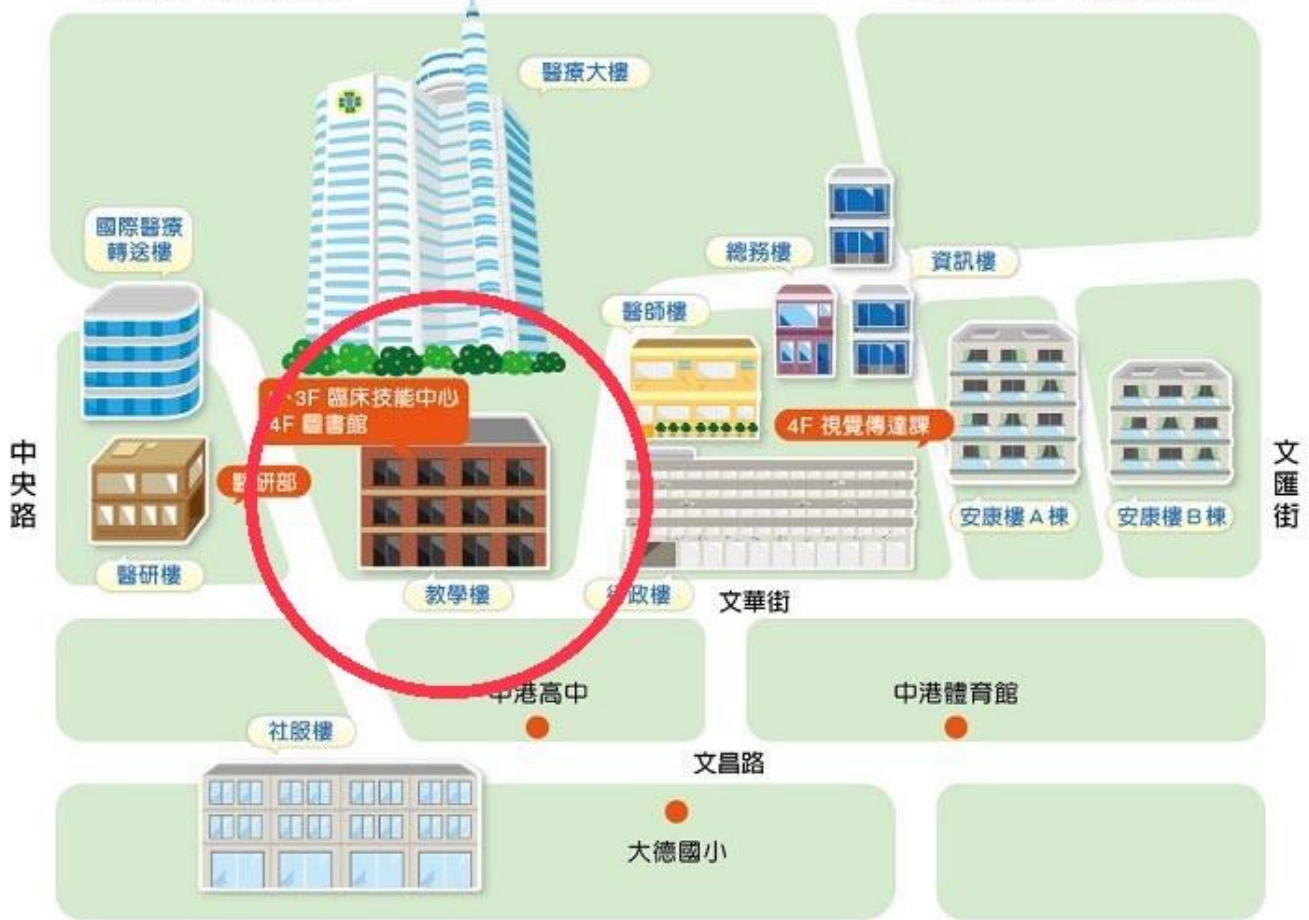 醫療大樓
國際醫療
轉送樓
總務樓
資訊樓
醫師樓
3F 臨床技能中心
4F 圖書館
4F 視覺傳達課
中央路
文匯街
醫研部
安康樓A棟
安康樓B棟
醫研樓
教學樓
行政樓
文華街
中港高中
中港體育館
社服樓
文昌路
大德國小